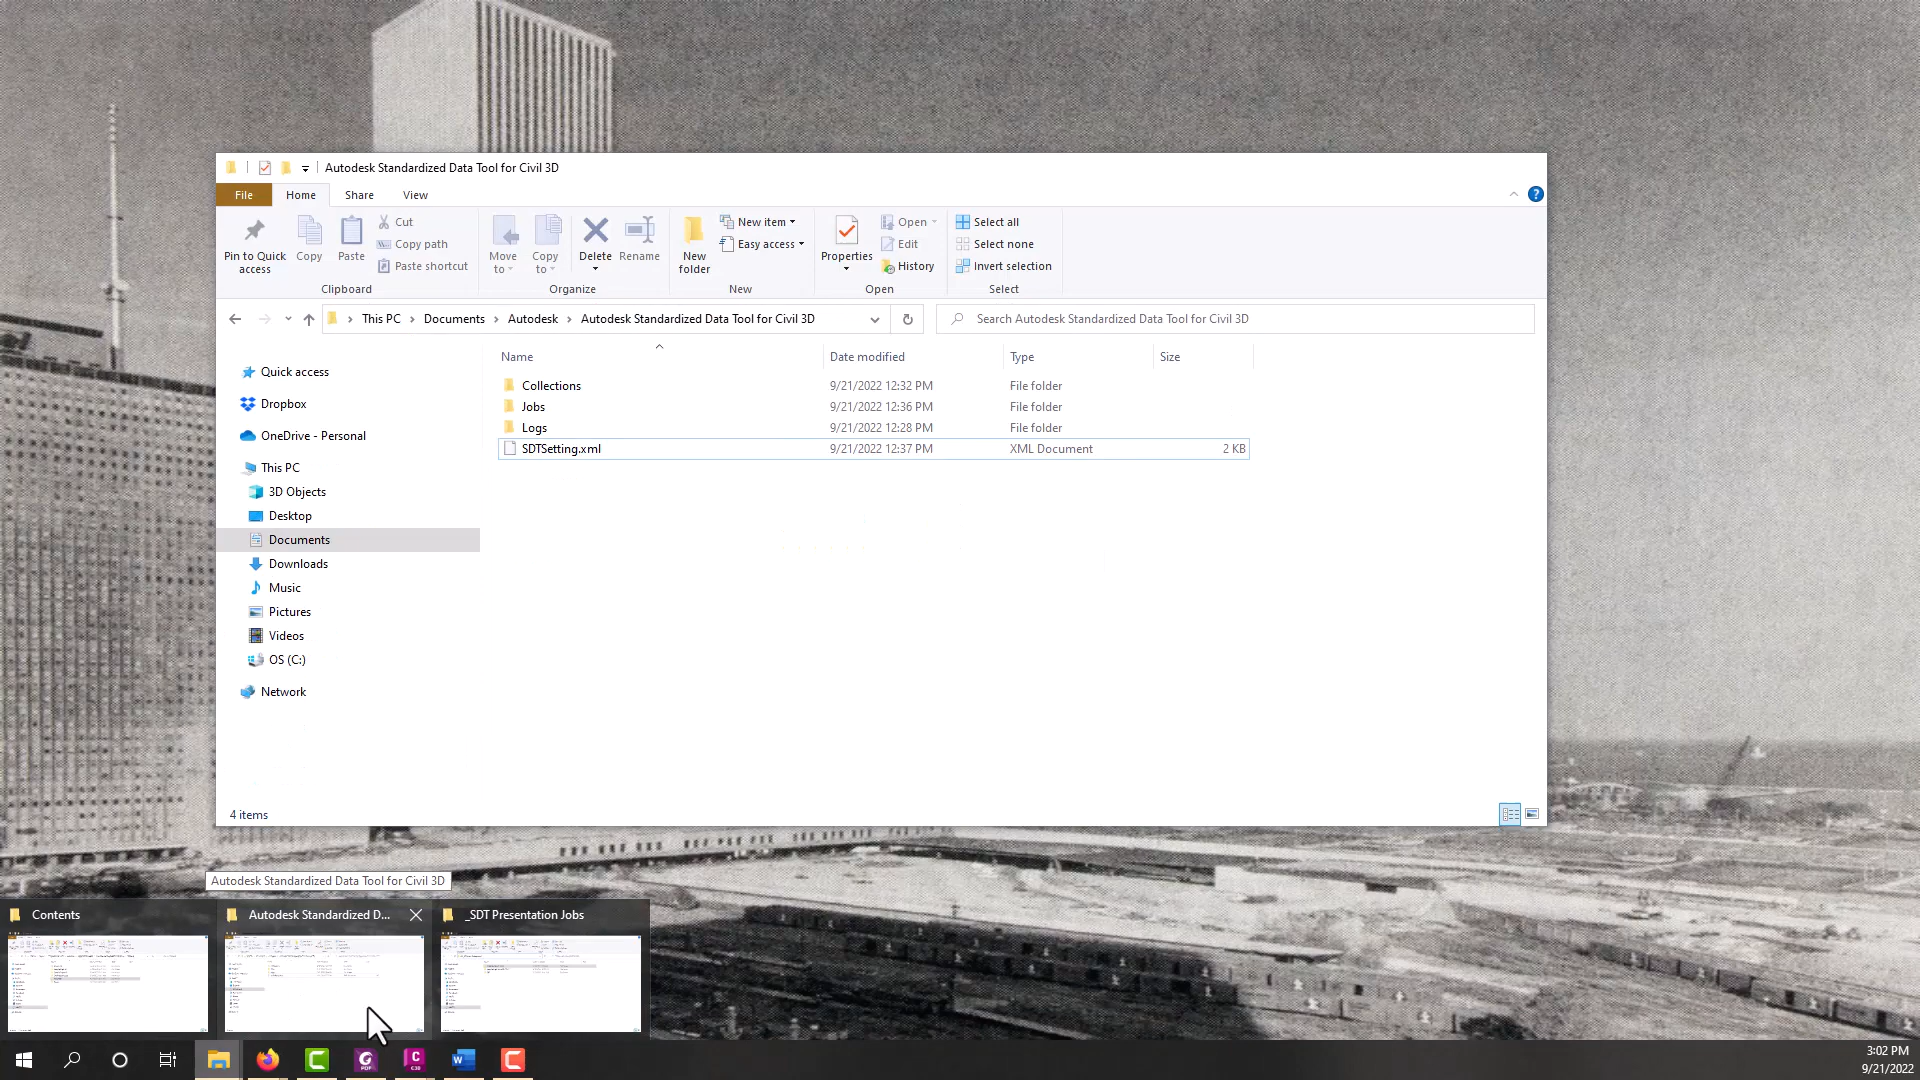 Autodesk Standardized Data Tool for Civil 3D
File Home Share View
Pin to Quick access
Copy
Paste
Cut
Copy path
Paste shortcut
Clipboard
Move to
Copy to
Delete
Rename
Organize
New folder
New item
Easy access
New
Properties
Open
Edit
History
Open
Select all
Select none
Invert selection
Select
This PC Documents Autodesk Autodesk Standardized Data Tool for Civil 3D
Search Autodesk Standardized Data Tool for Civil 3D
Name Date modified Type Size
Collections 9/21/2022 12:32 PM File folder
Jobs 9/21/2022 12:36 PM File folder
Logs 9/21/2022 12:28 PM File folder
SDTSetting.xml 9/21/2022 12:37 PM XML Document 2 KB
Quick access
Dropbox
OneDrive - Personal
This PC
3D Objects
Desktop
Documents
Downloads
Music
Pictures
Videos
OS (C:)
Network
4 items
Autodesk Standardized Data Tool for Civil 3D
Contents
Autodesk Standardized D...
_SDT Presentation Jobs
3:02 PM
9/21/2022